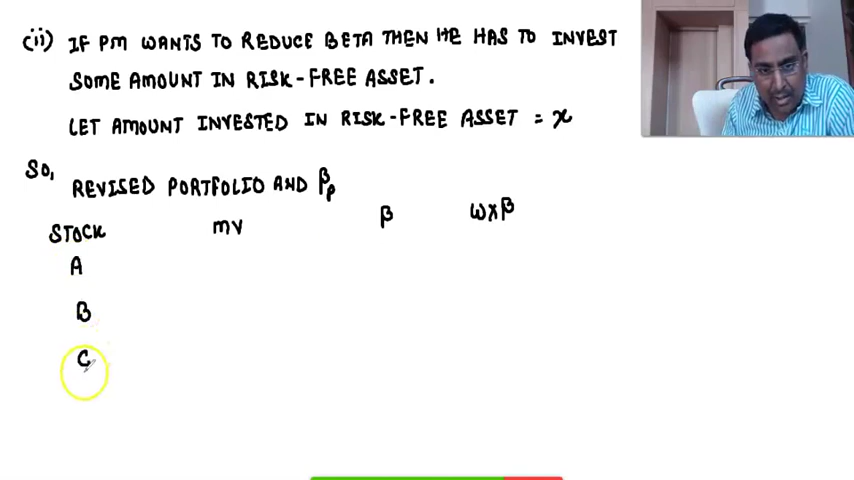 (ii) IF PM WANTS TO REDUCE BETA THEN HE HAS TO INVEST
SOME AMOUNT IN RISK-FREE ASSET.
LET AMOUNT INVESTED IN RISK-FREE ASSET = x
SO, REVISED PORTFOLIO AND βp
STOCK MV β W×β
A
B
C